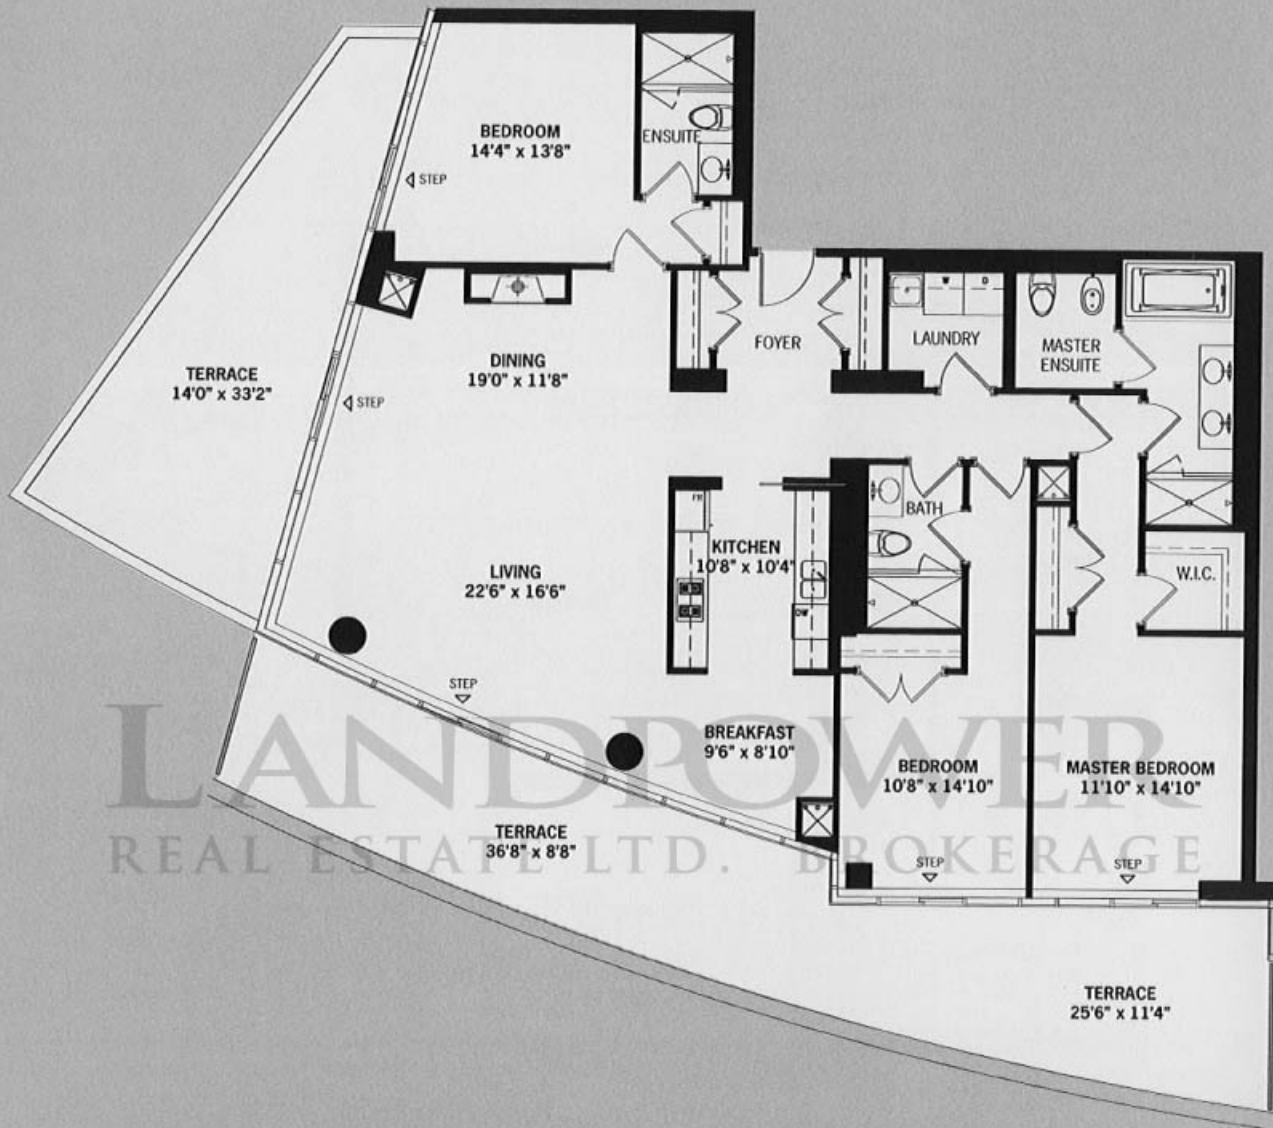 BEDROOM
14'4" x 13'8"
ENSUITE
STEP
FOYER
W D
LAUNDRY
MASTER
ENSUITE
DINING
19'0" x 11'8"
TERRACE
14'0" x 33'2"
STEP
FR
BATH
KITCHEN
10'8" x 10'4"
LIVING
22'6" x 16'6"
W.I.C.
DW
STEP
BREAKFAST
9'6" x 8'10"
BEDROOM
10'8" x 14'10"
MASTER BEDROOM
11'10" x 14'10"
LANDPOWER
REAL ESTATE LTD. BROKERAGE
TERRACE
36'8" x 8'8"
STEP
STEP
TERRACE
25'6" x 11'4"